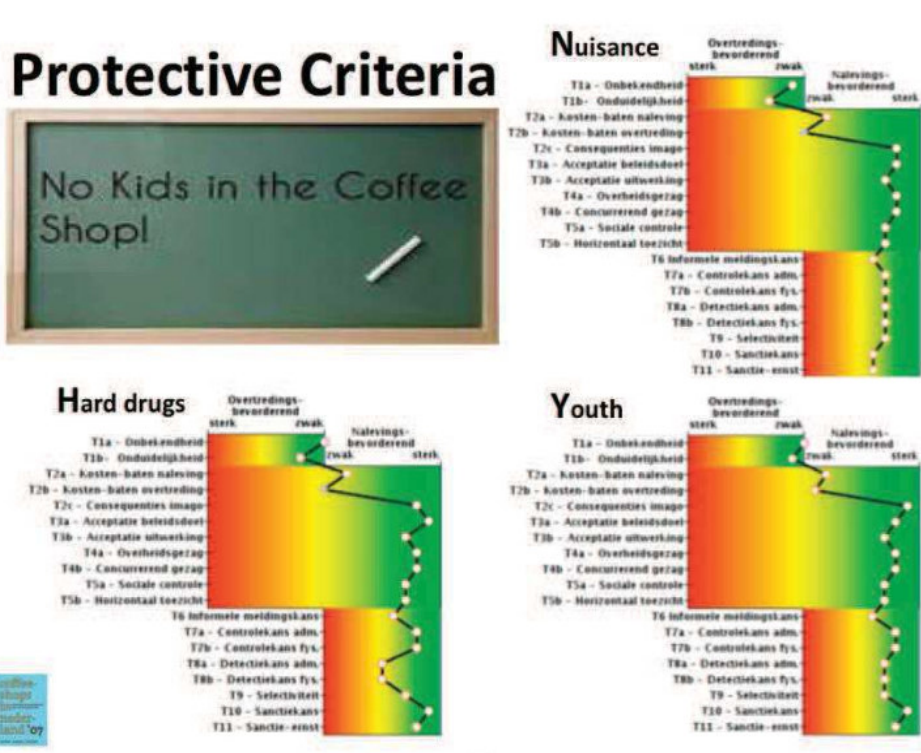 Protective Criteria
No Kids in the Coffee
Shop!
Nuisance
Overtredings-
bevorderend
sterk zwak
Nalevings-
bevorderend
zwak sterk
T1a - Onbekendheid
T1b- Onduidelijkheid
T2a - Kosten-baten naleving
T2b - Kosten-baten overtreding
T2c - Consequenties imago
T3a - Acceptatie beleidsdoel
T3b - Acceptatie uitwerking
T4a - Overheidsgezag
T4b - Concurrerend gezag
T5a - Sociale controle
T5b - Horizontaal toezicht
T6 Informele meldingskans
T7a - Controlekans adm.
T7b - Controlekans fys.
T8a - Detectiekans adm.
T8b - Detectiekans fys.
T9 - Selectiviteit
T10 - Sanctiekans
T11 - Sanctie-ernst
Hard drugs
Overtredings-
bevorderend
sterk zwak
Nalevings-
bevorderend
zwak sterk
T1a - Onbekendheid
T1b- Onduidelijkheid
T2a - Kosten-baten naleving
T2b - Kosten-baten overtreding
T2c - Consequenties imago
T3a - Acceptatie beleidsdoel
T3b - Acceptatie uitwerking
T4a - Overheidsgezag
T4b - Concurrerend gezag
T5a - Sociale controle
T5b - Horizontaal toezicht
T6 Informele meldingskans
T7a - Controlekans adm.
T7b - Controlekans fys.
T8a - Detectiekans adm.
T8b - Detectiekans fys.
T9 - Selectiviteit
T10 - Sanctiekans
T11 - Sanctie-ernst
Youth
Overtredings-
bevorderend
sterk zwak
Nalevings-
bevorderend
zwak sterk
T1a - Onbekendheid
T1b- Onduidelijkheid
T2a - Kosten-baten naleving
T2b - Kosten-baten overtreding
T2c - Consequenties imago
T3a - Acceptatie beleidsdoel
T3b - Acceptatie uitwerking
T4a - Overheidsgezag
T4b - Concurrerend gezag
T5a - Sociale controle
T5b - Horizontaal toezicht
T6 Informele meldingskans
T7a - Controlekans adm.
T7b - Controlekans fys.
T8a - Detectiekans adm.
T8b - Detectiekans fys.
T9 - Selectiviteit
T10 - Sanctiekans
T11 - Sanctie-ernst
coffee-
shops
neder-
land '07